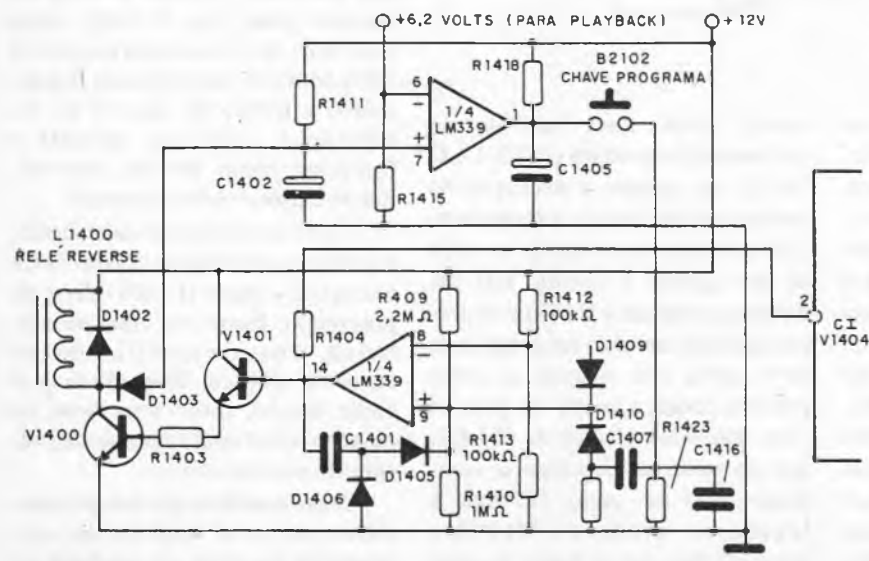 +6,2 VOLTS (PARA PLAYBACK)
+ 12V
R1418
B2102
CHAVE PROGRAMA
R1411
6
−
1/4
LM339
1
+
7
C1402
C1405
R1415
L1400
RELE' REVERSE
2
CI
V1404
D1402
R1404
R409
2,2MΩ
R1412
100kΩ
V1401
8
−
D1409
14
1/4
LM339
D1403
+
9
D1410
C1407
R1423
V1400
C1401
R1413
100kΩ
C1416
R1403
D1405
R1410
1MΩ
D1406